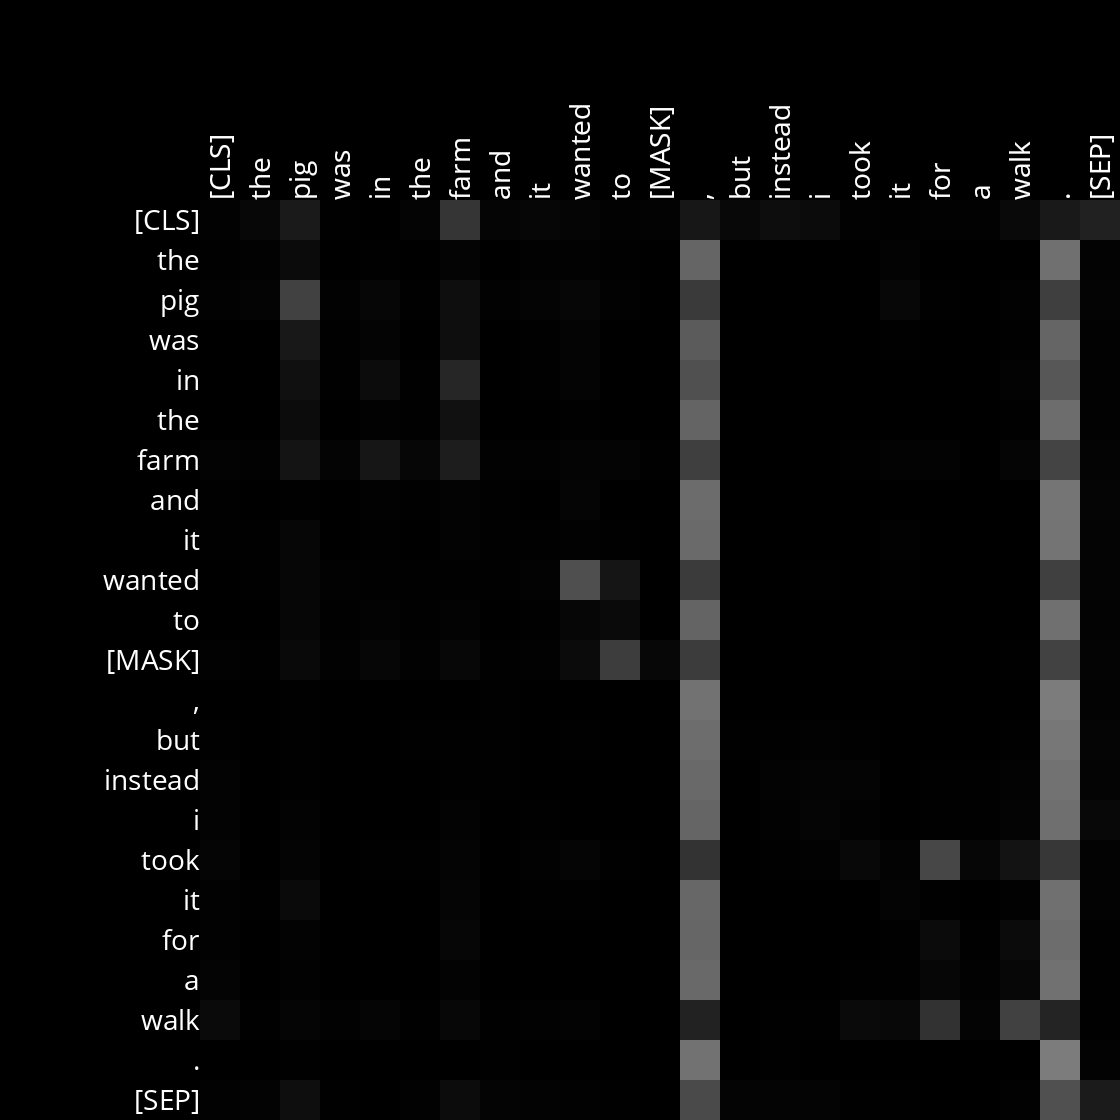 [CLS] the pig was in the farm and it wanted to [MASK] , but instead i took it for a walk . [SEP]
[CLS]
the
pig
was
in
the
farm
and
it
wanted
to
[MASK]
,
but
instead
i
took
it
for
a
walk
.
[SEP]